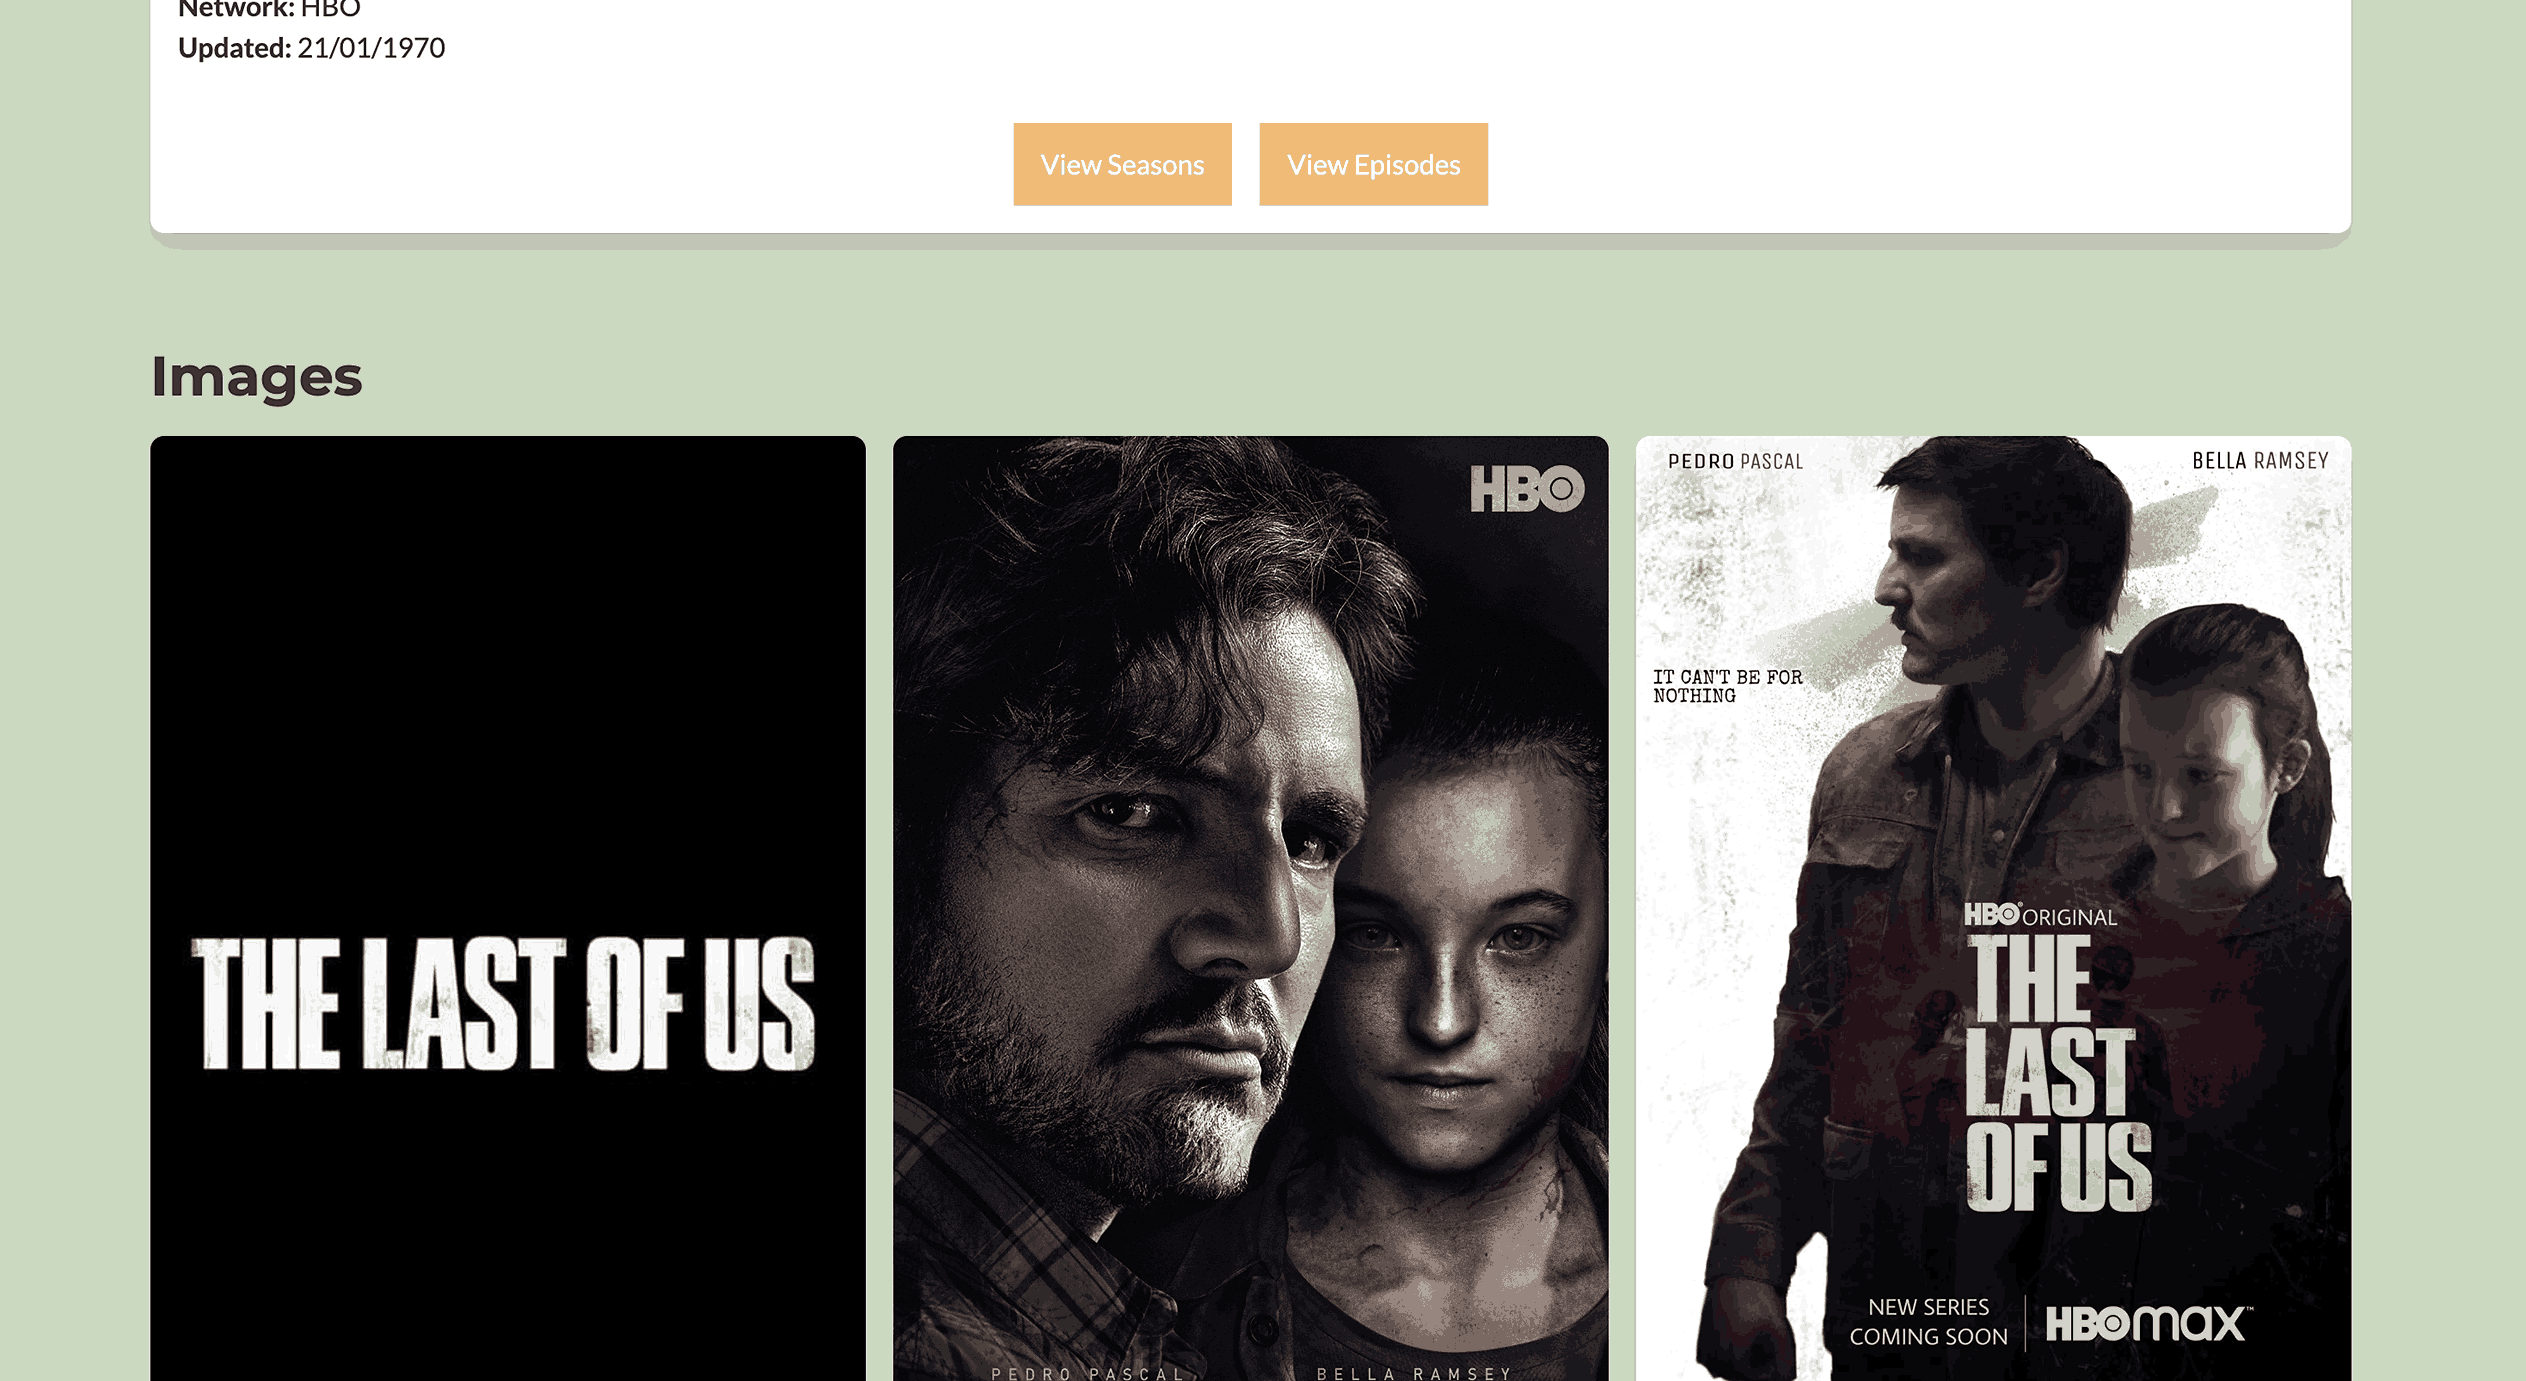 Network: HBO
Updated: 21/01/1970
View Seasons
View Episodes
Images
THE LAST OF US
HBO
PEDRO PASCAL
BELLA RAMSEY
PEDRO PASCAL
BELLA RAMSEY
IT CAN'T BE FOR
NOTHING
HBO ORIGINAL
THE
LAST
OF US
NEW SERIES
COMING SOON
HBOmax™